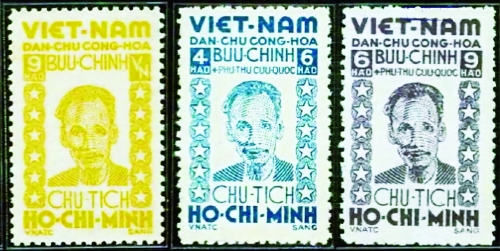 VIET-NAM
DAN-CHU CONG-HOA
9 BUU-CHINH VN
HAO
CHU-TICH
HO-CHI-MINH
VNATC SANG
VIET-NAM
DAN-CHU CONG-HOA
4 BUU-CHINH 6
HAO +PHU-THU CUU-QUOC HAO
CHU-TICH
HO-CHI-MINH
VNATC SANG
VIET-NAM
DAN-CHU CONG-HOA
6 BUU-CHINH 9
HAO +PHU-THU CUU-QUOC HAO
CHU-TICH
HO-CHI-MINH
VNATC SANG